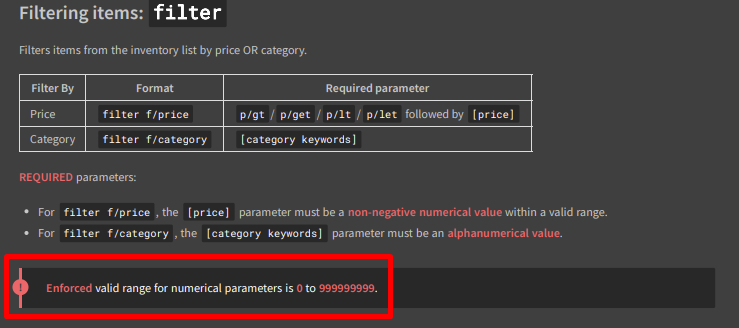 Filtering items: filter
Filters items from the inventory list by price OR category.
Filter By Format Required parameter
Price filter f/price p/gt / p/get / p/lt / p/let followed by [price]
Category filter f/category [category keywords]
REQUIRED parameters:
• For filter f/price , the [price] parameter must be a non-negative numerical value within a valid range.
• For filter f/category , the [category keywords] parameter must be an alphanumerical value.
! Enforced valid range for numerical parameters is 0 to 999999999.